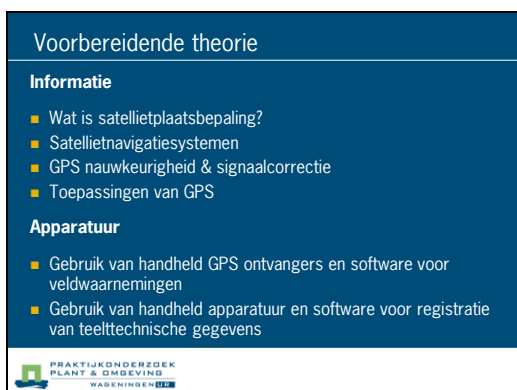 Voorbereidende theorie
Informatie
Wat is satellietplaatsbepaling?
Satellietnavigatiesystemen
GPS nauwkeurigheid & signaalcorrectie
Toepassingen van GPS
Apparatuur
Gebruik van handheld GPS ontvangers en software voor
veldwaarnemingen
Gebruik van handheld apparatuur en software voor registratie
van teelttechnische gegevens
PRAKTIJKONDERZOEK
PLANT & OMGEVING
WAGENINGEN UR